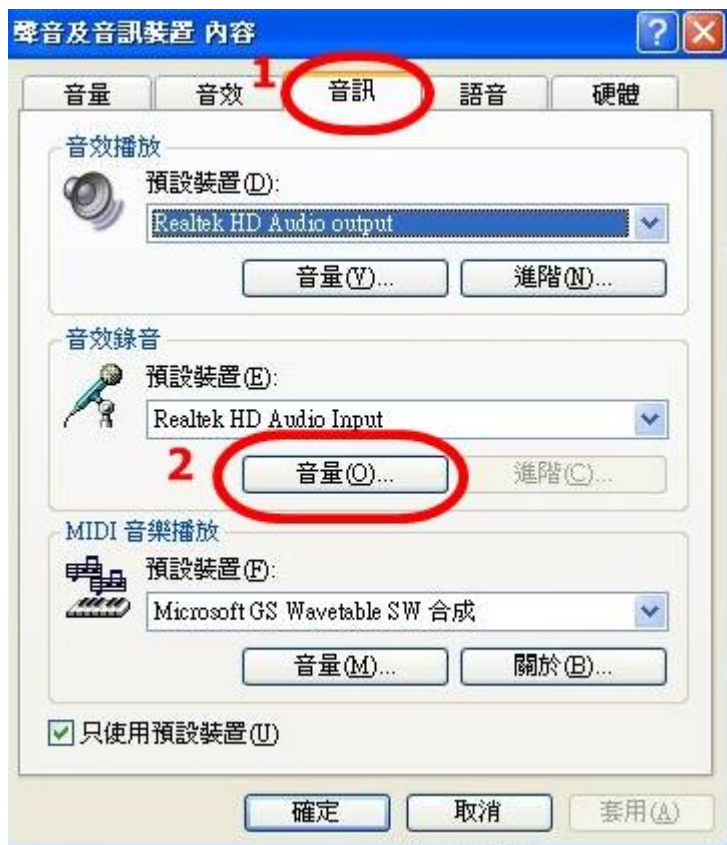 聲音及音訊裝置 內容
1
音量 音效 音訊 語音 硬體
音效播放
預設裝置(D):
Realtek HD Audio output
音量(V)... 進階(N)...
音效錄音
預設裝置(E):
Realtek HD Audio Input
2 音量(O)... 進階(C)...
MIDI 音樂播放
預設裝置(F):
Microsoft GS Wavetable SW 合成
音量(M)... 關於(B)...
只使用預設裝置(U)
確定 取消 套用(A)